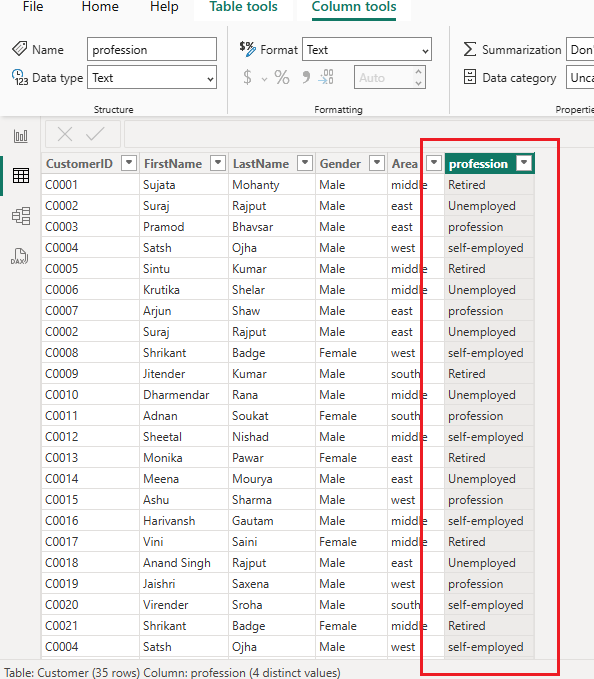 File Home Help Table tools Column tools
Name profession $% Format Text Σ Summarization Don'
123 Data type Text $ % 9 .00 Auto Data category Unca
Structure Formatting Properti
CustomerID FirstName LastName Gender Area profession
C0001 Sujata Mohanty Male middle Retired
C0002 Suraj Rajput Male east Unemployed
C0003 Pramod Bhavsar Male east profession
C0004 Satsh Ojha Male west self-employed
C0005 Sintu Kumar Male middle Retired
C0006 Krutika Shelar Male middle Unemployed
C0007 Arjun Shaw Male east profession
C0002 Suraj Rajput Male east Unemployed
C0008 Shrikant Badge Female west self-employed
C0009 Jitender Kumar Male south Retired
C0010 Dharmendar Rana Male middle Unemployed
C0011 Adnan Soukat Female south profession
C0012 Sheetal Nishad Male middle self-employed
C0013 Monika Pawar Female east Retired
C0014 Meena Mourya Male east Unemployed
C0015 Ashu Sharma Male west profession
C0016 Harivansh Gautam Male middle self-employed
C0017 Vini Saini Female middle Retired
C0018 Anand Singh Rajput Male east Unemployed
C0019 Jaishri Saxena Male west profession
C0020 Virender Sroha Male south self-employed
C0021 Shrikant Badge Female middle Retired
C0004 Satsh Ojha Male west self-employed
DAX
Table: Customer (35 rows) Column: profession (4 distinct values)